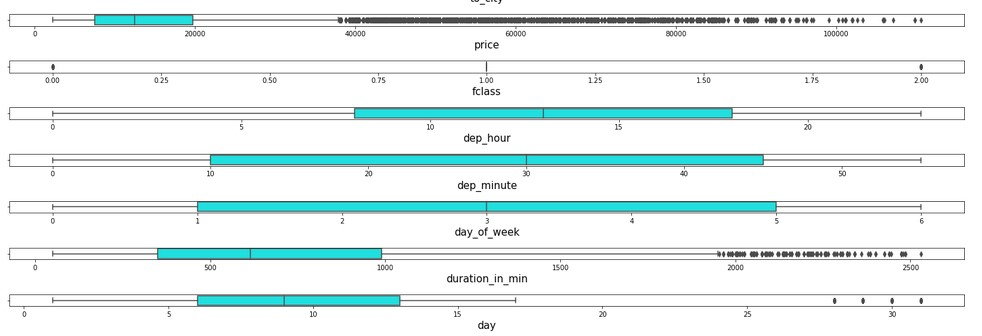 to_city
0 20000 40000 60000 80000 100000
price
0.00 0.25 0.50 0.75 1.00 1.25 1.50 1.75 2.00
fclass
0 5 10 15 20
dep_hour
0 10 20 30 40 50
dep_minute
0 1 2 3 4 5 6
day_of_week
0 500 1000 1500 2000 2500
duration_in_min
0 5 10 15 20 25 30
day